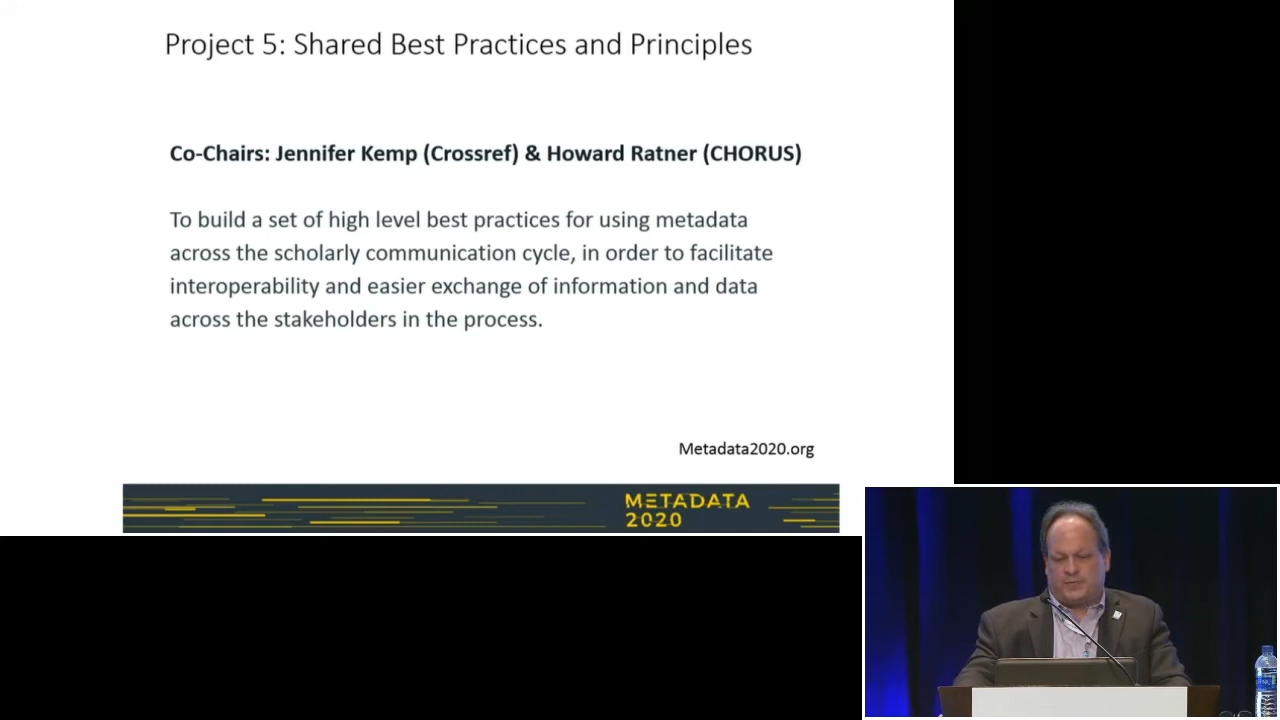 Project 5: Shared Best Practices and Principles
Co-Chairs: Jennifer Kemp (Crossref) & Howard Ratner (CHORUS)
To build a set of high level best practices for using metadata
across the scholarly communication cycle, in order to facilitate
interoperability and easier exchange of information and data
across the stakeholders in the process.
Metadata2020.org
METADATA
2020